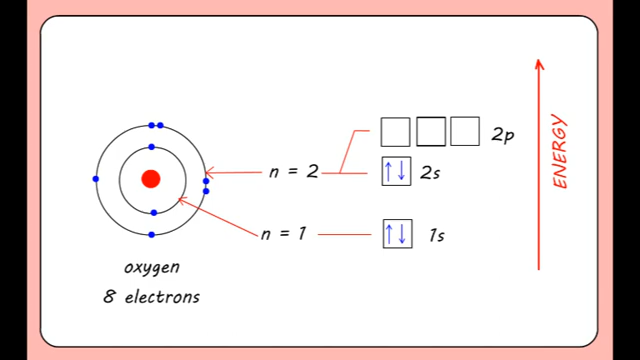 2p
n = 2
2s
n = 1
1s
ENERGY
oxygen
8 electrons